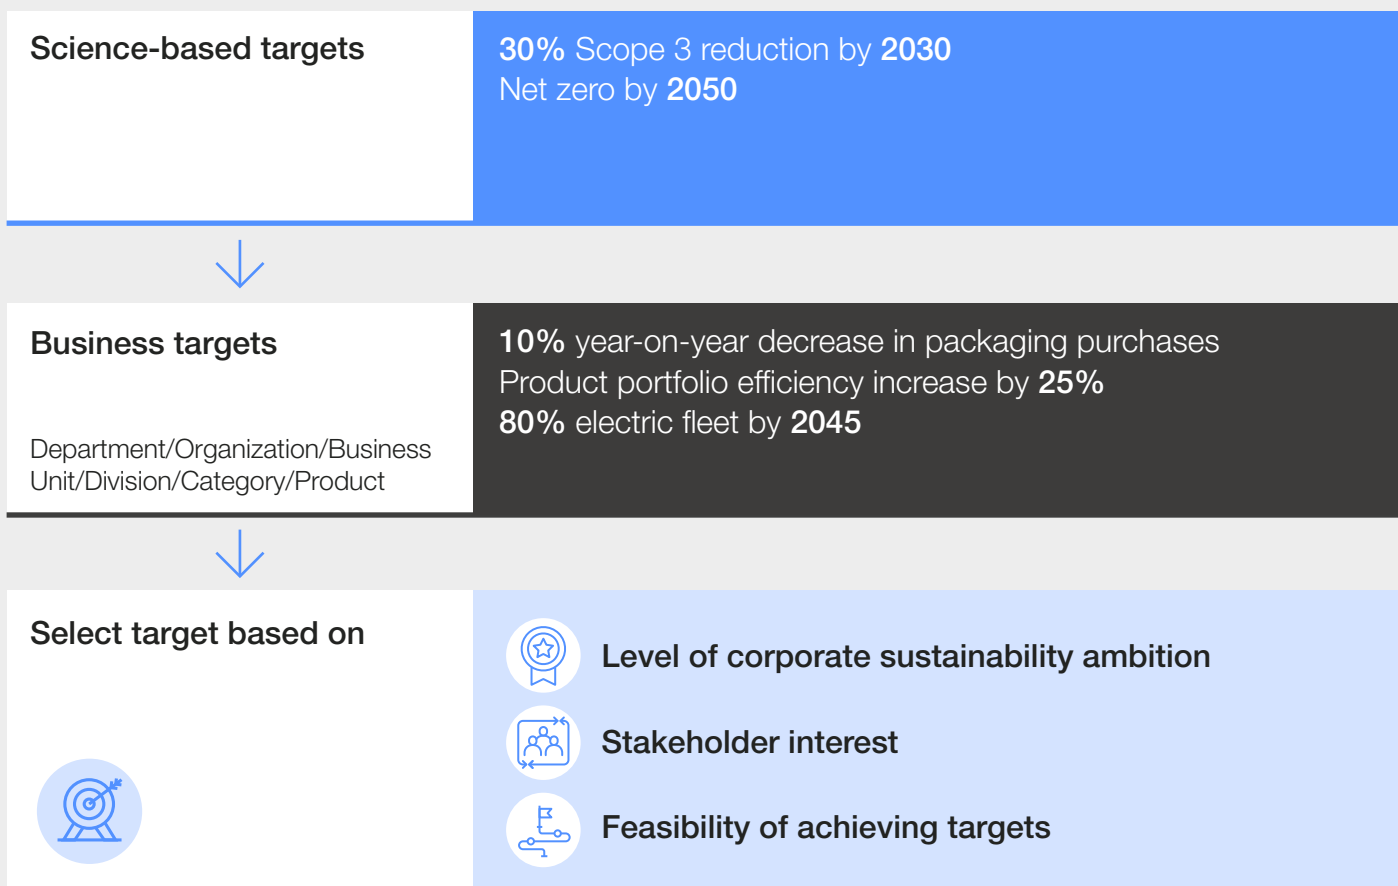 Science-based targets
30% Scope 3 reduction by 2030
Net zero by 2050
Business targets
Department/Organization/Business
Unit/Division/Category/Product
10% year-on-year decrease in packaging purchases
Product portfolio efficiency increase by 25%
80% electric fleet by 2045
Select target based on
Level of corporate sustainability ambition
Stakeholder interest
Feasibility of achieving targets